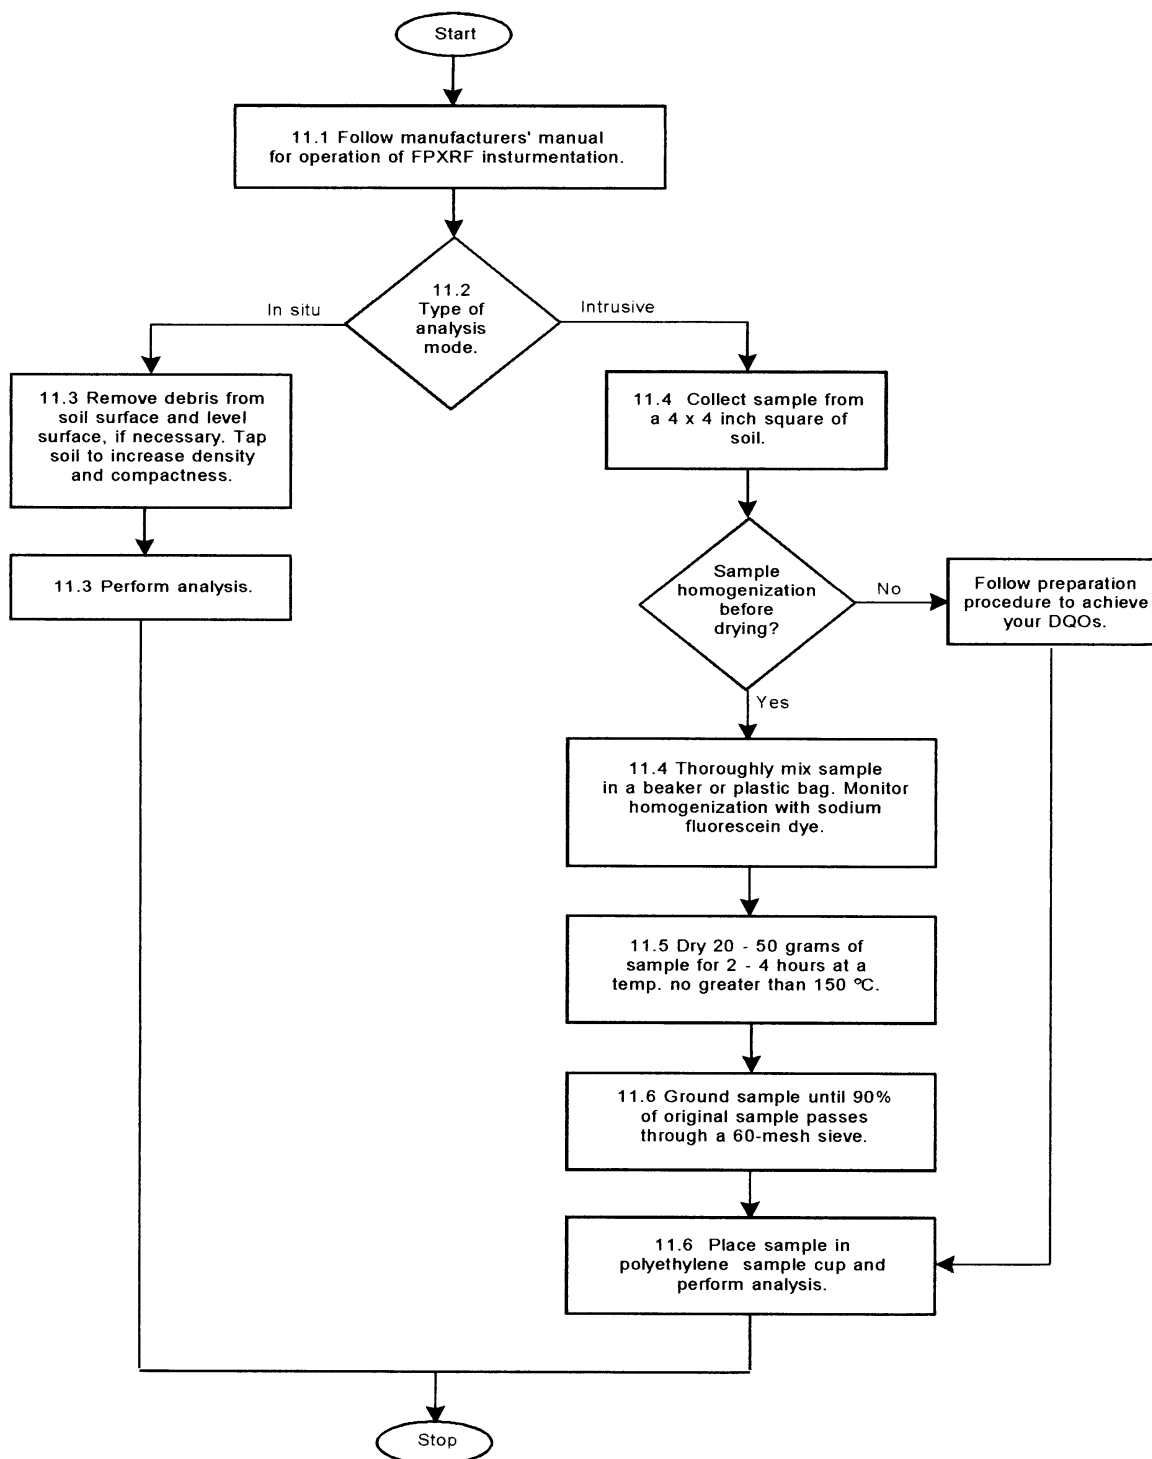 Start
11.1 Follow manufacturers' manual
for operation of FPXRF insturmentation.
11.2
Type of
analysis
mode.
In situ
Intrusive
11.3 Remove debris from
soil surface and level
surface, if necessary. Tap
soil to increase density
and compactness.
11.3 Perform analysis.
11.4 Collect sample from
a 4 x 4 inch square of
soil.
Sample
homogenization
before
drying?
No
Follow preparation
procedure to achieve
your DQOs.
Yes
11.4 Thoroughly mix sample
in a beaker or plastic bag. Monitor
homogenization with sodium
fluorescein dye.
11.5 Dry 20 - 50 grams of
sample for 2 - 4 hours at a
temp. no greater than 150 ºC.
11.6 Ground sample until 90%
of original sample passes
through a 60-mesh sieve.
11.6 Place sample in
polyethylene sample cup and
perform analysis.
Stop